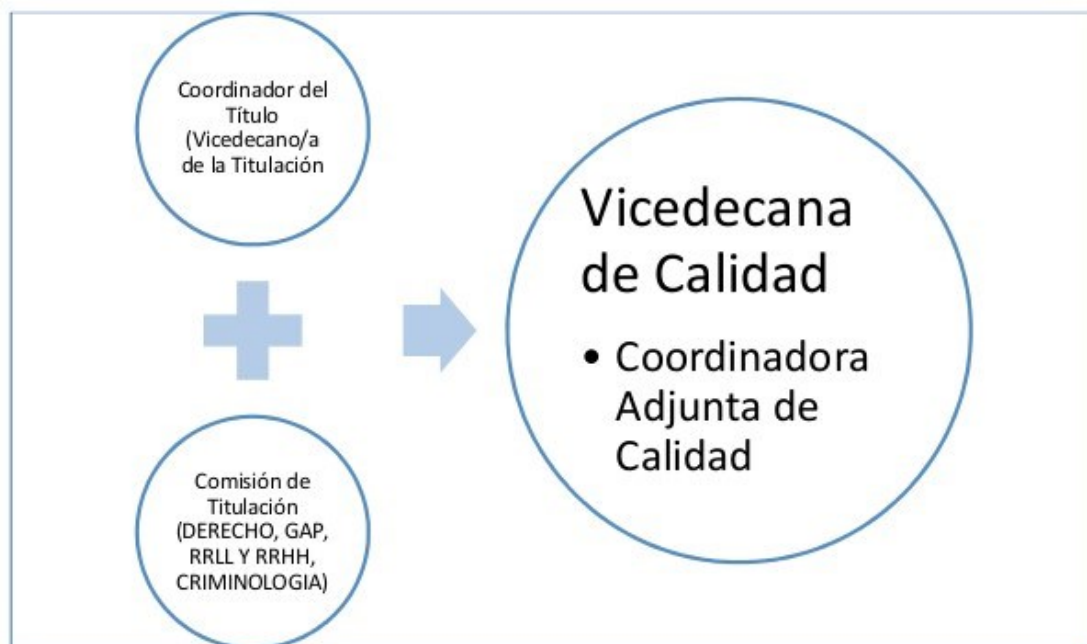 Coordinador del
Título
(Vicedecano/a
de la Titulación
Comisión de
Titulación
(DERECHO, GAP,
RRLL Y RRHH,
CRIMINOLOGIA)
Vicedecana
de Calidad
• Coordinadora
Adjunta de
Calidad